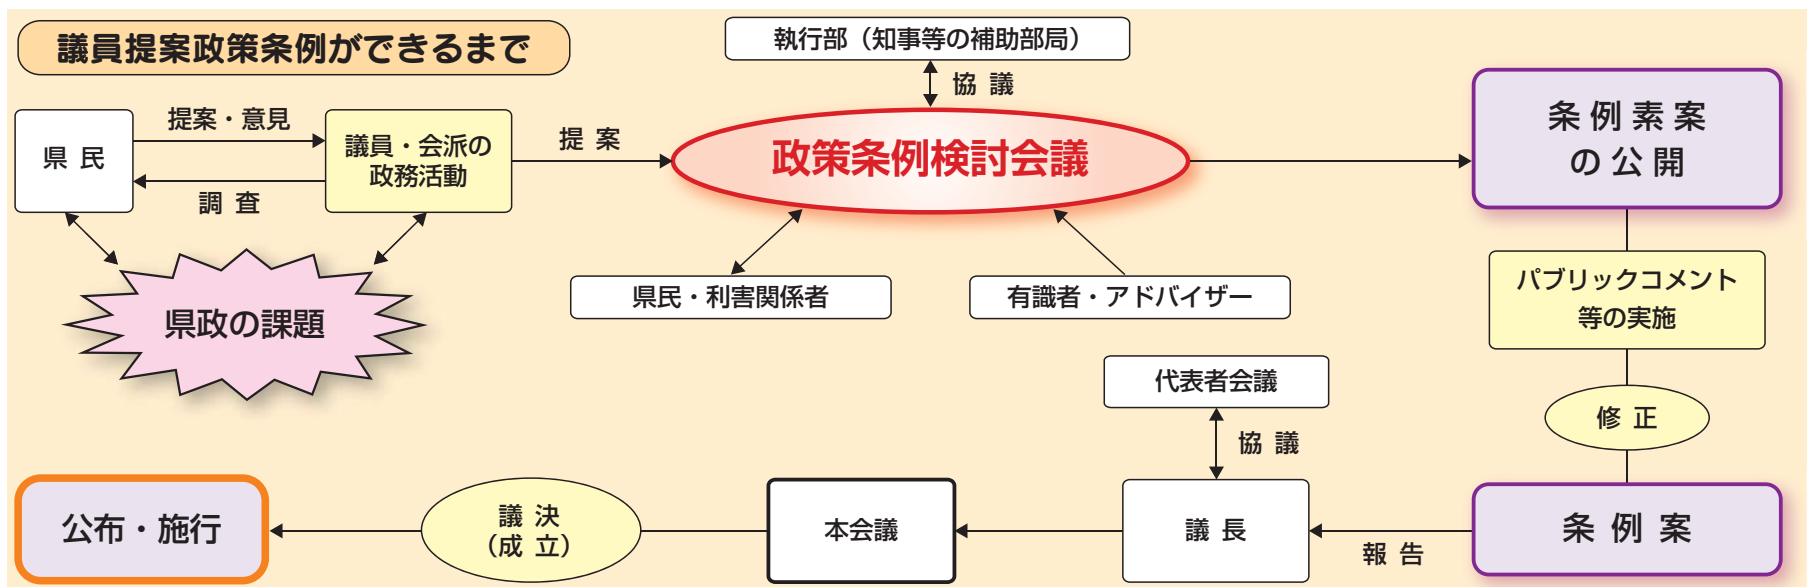 議員提案政策条例ができるまで
執行部（知事等の補助部局）
協 議
県 民
提案・意見
調 査
議員・会派の
政務活動
提 案
政策条例検討会議
条例素案
の公開
県政の課題
県民・利害関係者
有識者・アドバイザー
パブリックコメント
等の実施
修 正
代表者会議
協 議
条 例 案
報 告
議 長
本会議
議 決
（成 立）
公布・施行